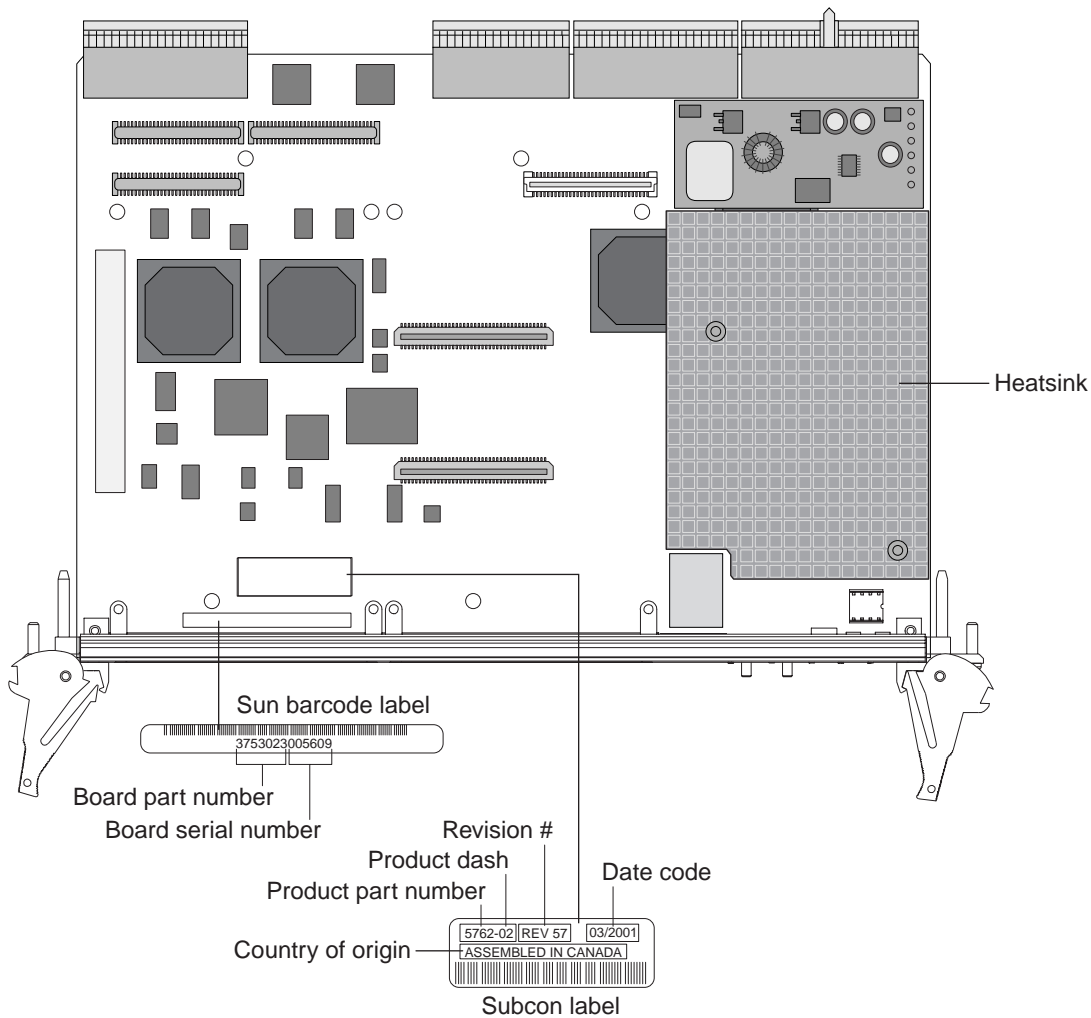 Heatsink
Sun barcode label
3753023005609
Board part number
Board serial number
Revision #
Product dash
Product part number
Date code
5762-02 REV 57 03/2001
Country of origin
ASSEMBLED IN CANADA
Subcon label